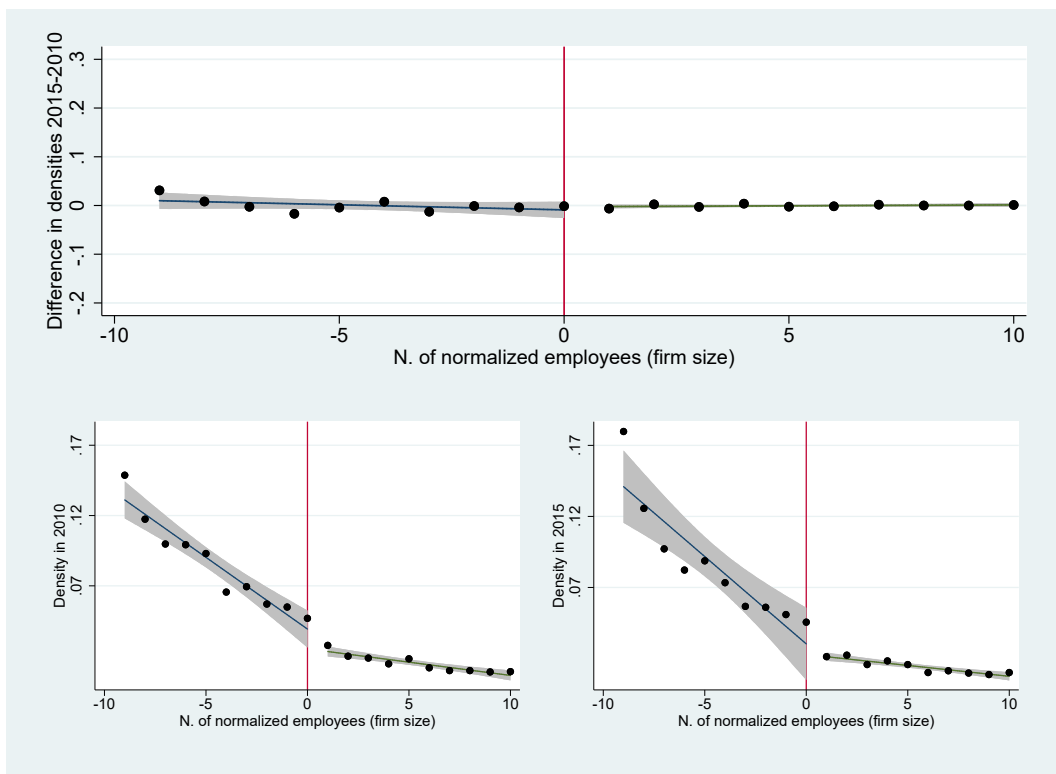 Difference in densities 2015-2010
.3
.2
.1
0
-.1
-.2
-10 -5 0 5 10
N. of normalized employees (firm size)
Density in 2010
.17
.12
.07
-10 -5 0 5 10
N. of normalized employees (firm size)
Density in 2015
.17
.12
.07
-10 -5 0 5 10
N. of normalized employees (firm size)